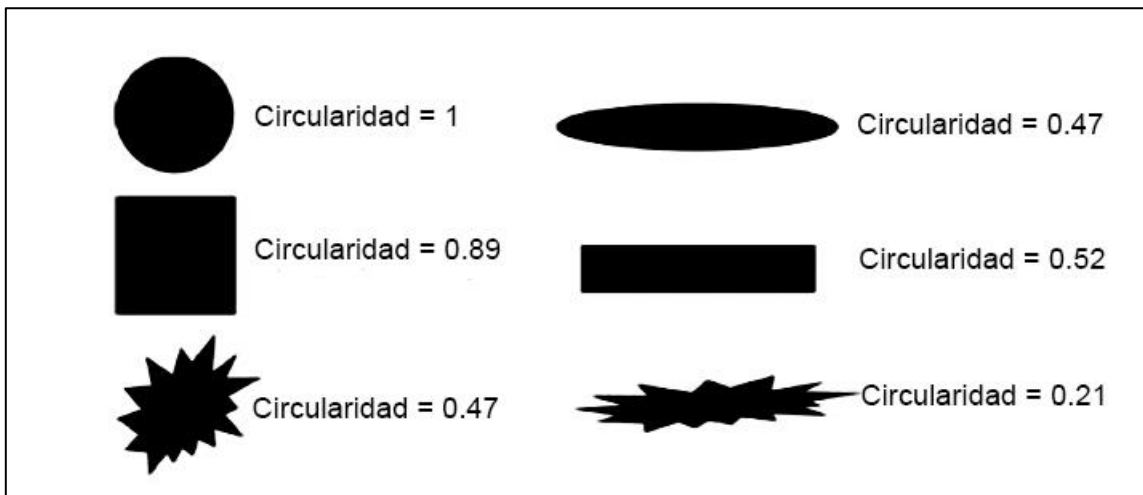 Circularidad = 1
Circularidad = 0.47
Circularidad = 0.89
Circularidad = 0.52
Circularidad = 0.47
Circularidad = 0.21